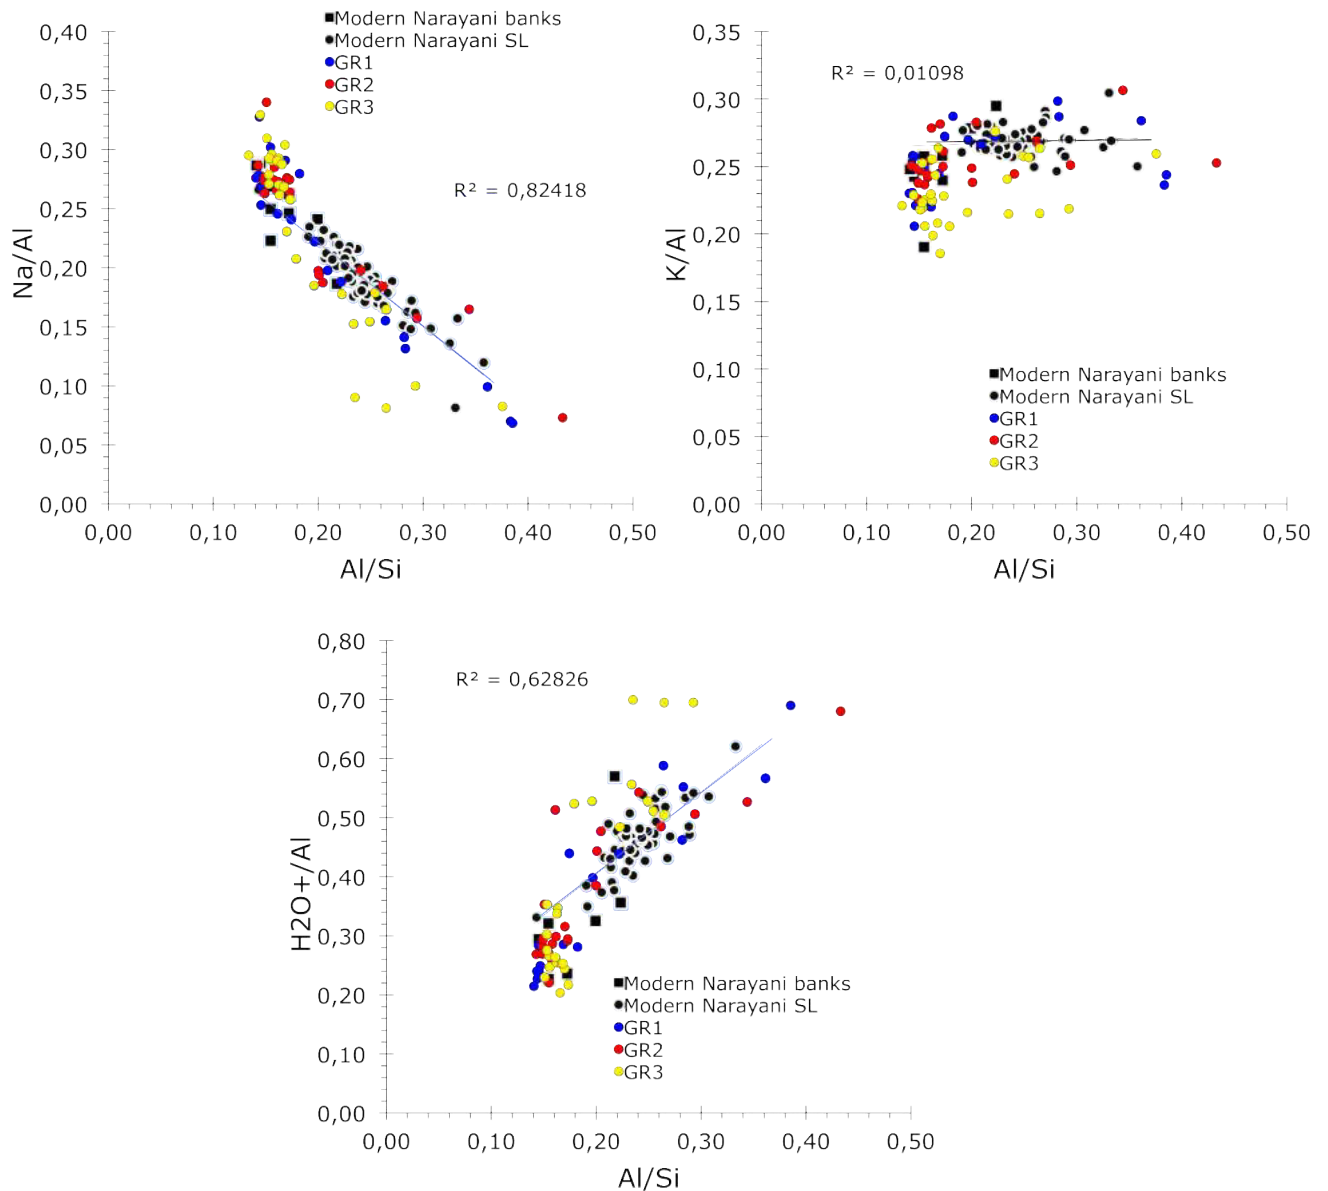 Modern Narayani banks
Modern Narayani SL
GR1
GR2
GR3
0,40
0,35
0,30
0,25
0,20
0,15
0,10
0,05
0,00
Na/Al
R² = 0,82418
0,00 0,10 0,20 0,30 0,40 0,50
Al/Si
0,35
0,30
0,25
0,20
0,15
0,10
0,05
0,00
K/Al
R² = 0,01098
Modern Narayani banks
Modern Narayani SL
GR1
GR2
GR3
0,00 0,10 0,20 0,30 0,40 0,50
Al/Si
0,80
0,70
0,60
0,50
0,40
0,30
0,20
0,10
0,00
H2O+/Al
R² = 0,62826
Modern Narayani banks
Modern Narayani SL
GR1
GR2
GR3
0,00 0,10 0,20 0,30 0,40 0,50
Al/Si